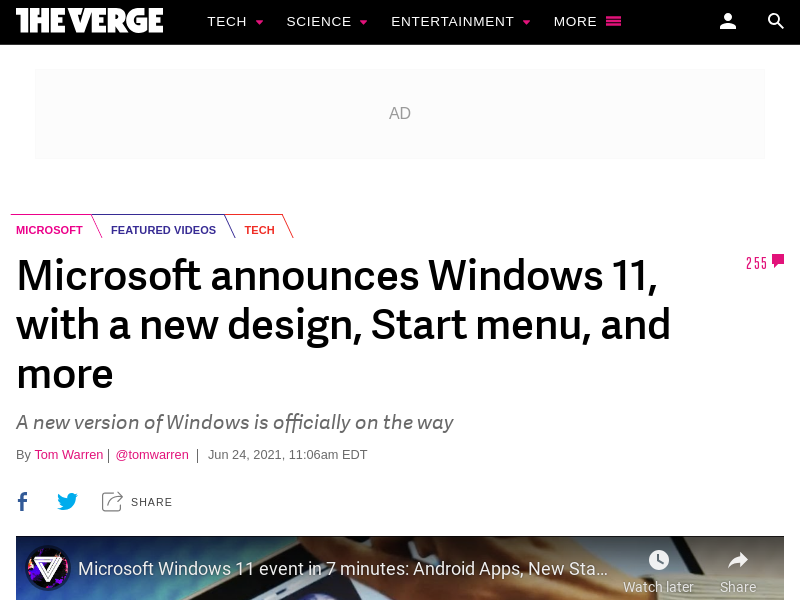 THE VERGE TECH SCIENCE ENTERTAINMENT MORE
AD
MICROSOFT FEATURED VIDEOS TECH
Microsoft announces Windows 11,
with a new design, Start menu, and
more
255
A new version of Windows is officially on the way
By Tom Warren | @tomwarren | Jun 24, 2021, 11:06am EDT
SHARE
Microsoft Windows 11 event in 7 minutes: Android Apps, New Sta...
Watch later Share